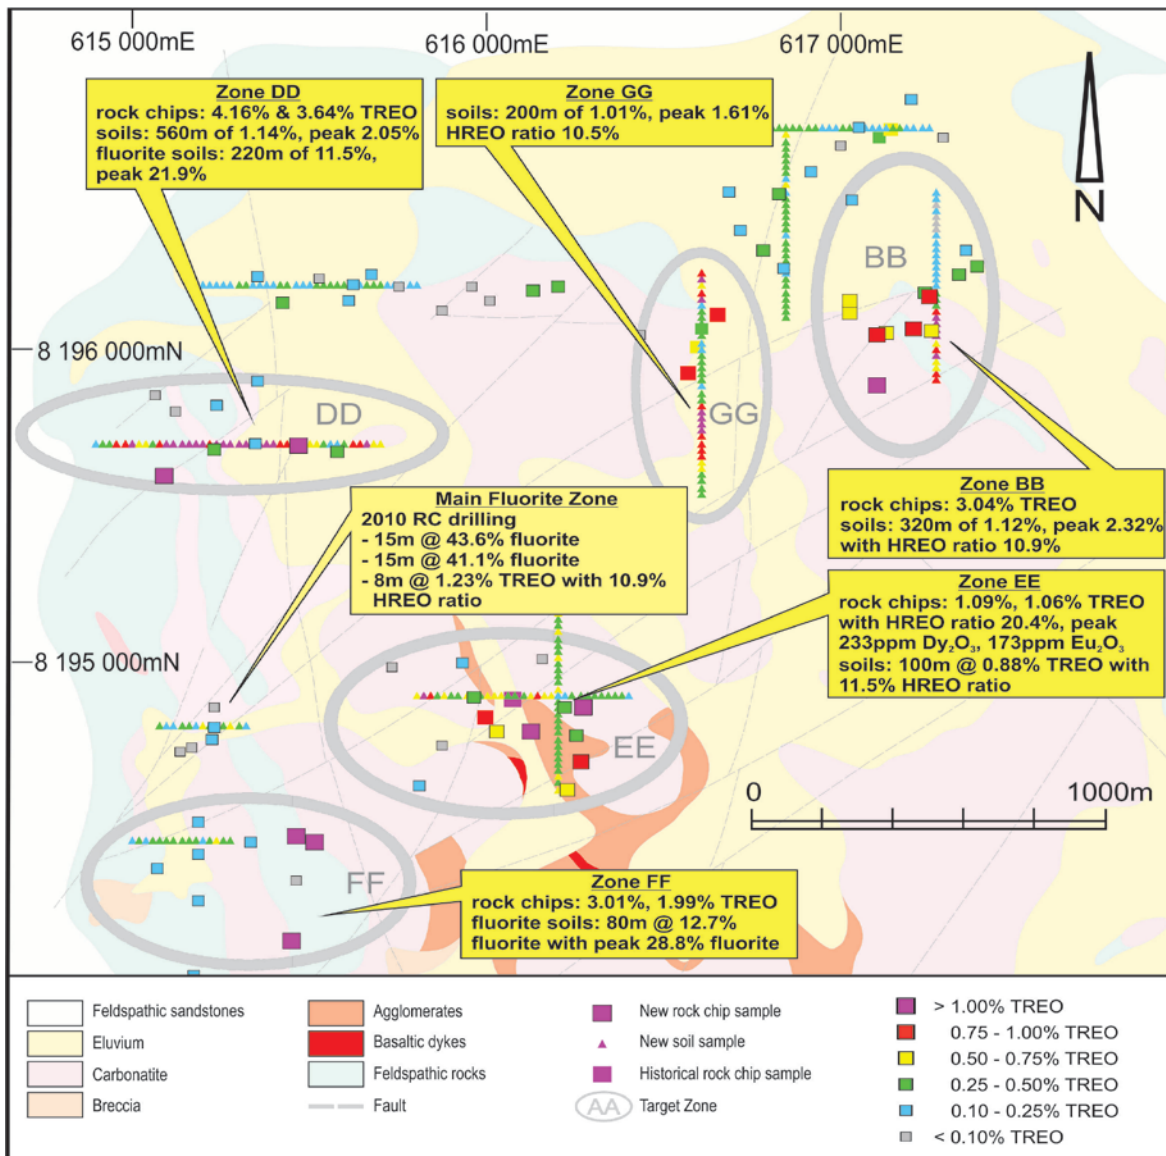 615 000mE
616 000mE
617 000mE
Zone DD
rock chips: 4.16% & 3.64% TREO
soils: 560m of 1.14%, peak 2.05%
fluorite soils: 220m of 11.5%,
peak 21.9%
Zone GG
soils: 200m of 1.01%, peak 1.61%
HREO ratio 10.5%
N
BB
8 196 000mN
DD
GG
Zone BB
rock chips: 3.04% TREO
soils: 320m of 1.12%, peak 2.32%
with HREO ratio 10.9%
Main Fluorite Zone
2010 RC drilling
- 15m @ 43.6% fluorite
- 15m @ 41.1% fluorite
- 8m @ 1.23% TREO with 10.9%
HREO ratio
Zone EE
rock chips: 1.09%, 1.06% TREO
with HREO ratio 20.4%, peak
233ppm Dy₂O₃, 173ppm Eu₂O₃
soils: 100m @ 0.88% TREO with
11.5% HREO ratio
8 195 000mN
EE
0
1000m
FF
Zone FF
rock chips: 3.01%, 1.99% TREO
fluorite soils: 80m @ 12.7%
fluorite with peak 28.8% fluorite
Feldspathic sandstones
Eluvium
Carbonatite
Breccia
Agglomerates
Basaltic dykes
Feldspathic rocks
Fault
New rock chip sample
New soil sample
Historical rock chip sample
AA
Target Zone
> 1.00% TREO
0.75 - 1.00% TREO
0.50 - 0.75% TREO
0.25 - 0.50% TREO
0.10 - 0.25% TREO
< 0.10% TREO